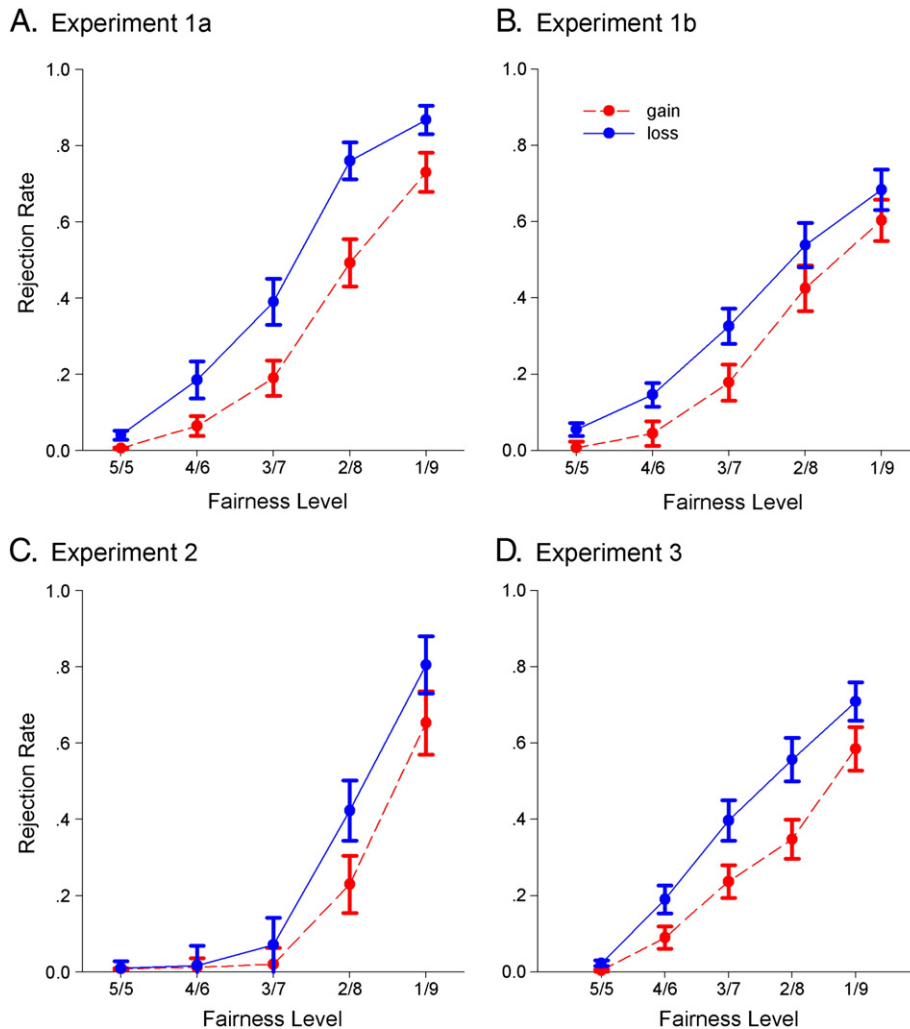 A. Experiment 1a
1.0
.8
.6
.4
.2
0.0
Rejection Rate
5/5 4/6 3/7 2/8 1/9
Fairness Level
B. Experiment 1b
gain
loss
1.0
.8
.6
.4
.2
0.0
5/5 4/6 3/7 2/8 1/9
Fairness Level
C. Experiment 2
1.0
.8
.6
.4
.2
0.0
Rejection Rate
5/5 4/6 3/7 2/8 1/9
Fairness Level
D. Experiment 3
1.0
.8
.6
.4
.2
0.0
5/5 4/6 3/7 2/8 1/9
Fairness Level